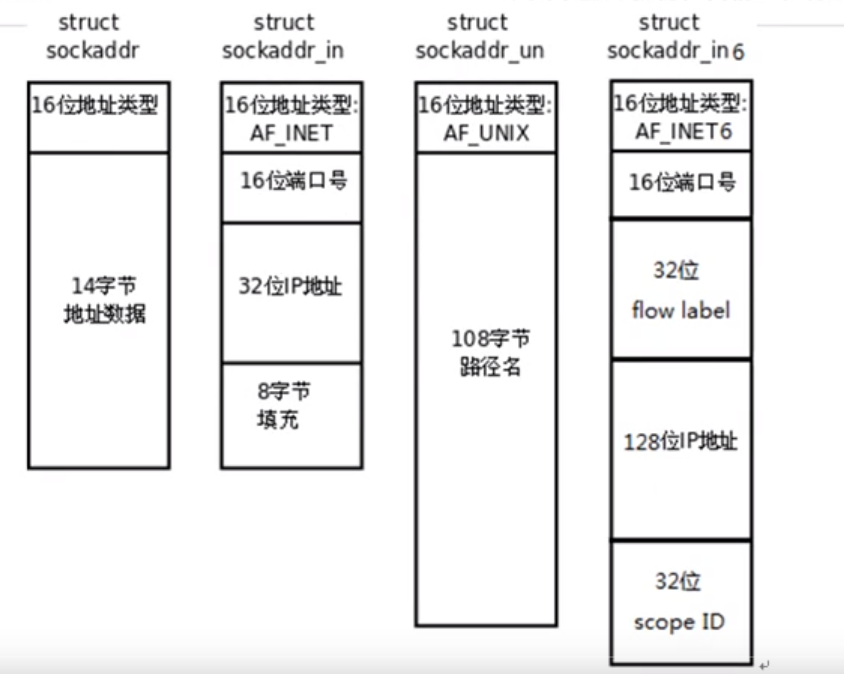 struct
sockaddr
16位地址类型
14字节
地址数据
struct
sockaddr_in
16位地址类型:
AF_INET
16位端口号
32位IP地址
8字节
填充
struct
sockaddr_un
16位地址类型:
AF_UNIX
108字节
路径名
struct
sockaddr_in6
16位地址类型:
AF_INET6
16位端口号
32位
flow label
128位IP地址
32位
scope ID